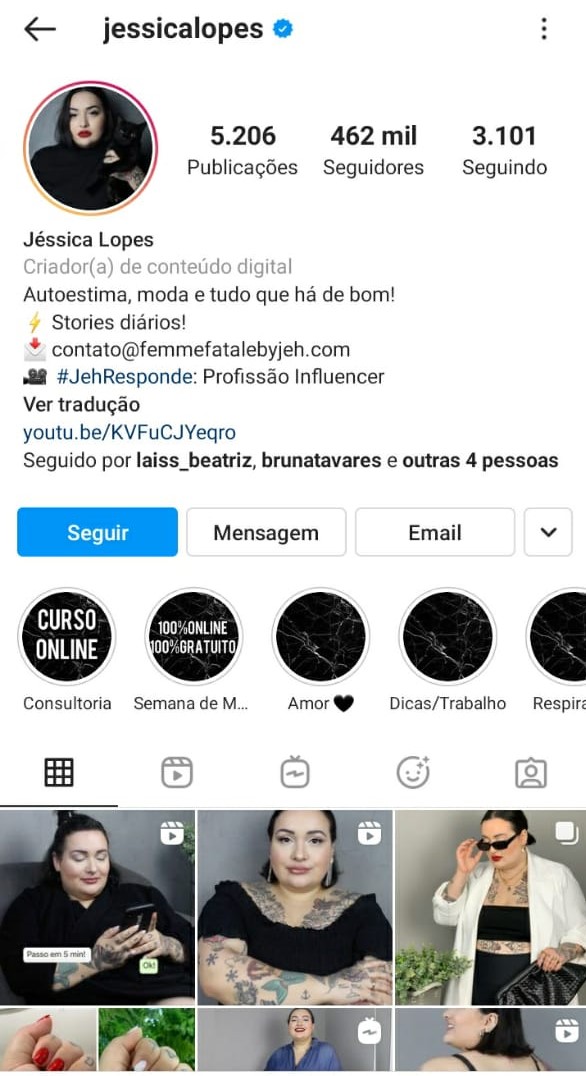 jessicalopes
5.206 462 mil 3.101
Publicações Seguidores Seguindo
Jéssica Lopes
Criador(a) de conteúdo digital
Autoestima, moda e tudo que há de bom!
⚡ Stories diários!
📩 contato@femmefatalebyjeh.com
🎥 #JehResponde: Profissão Influencer
Ver tradução
youtu.be/KVFuCJYeqro
Seguido por laiss_beatriz, brunatavares e outras 4 pessoas
Seguir Mensagem Email
CURSO
ONLINE
100%ONLINE
100%GRATUITO
Consultoria Semana de M... Amor 🖤 Dicas/Trabalho Respira
Passo em 5 min!
Ok!